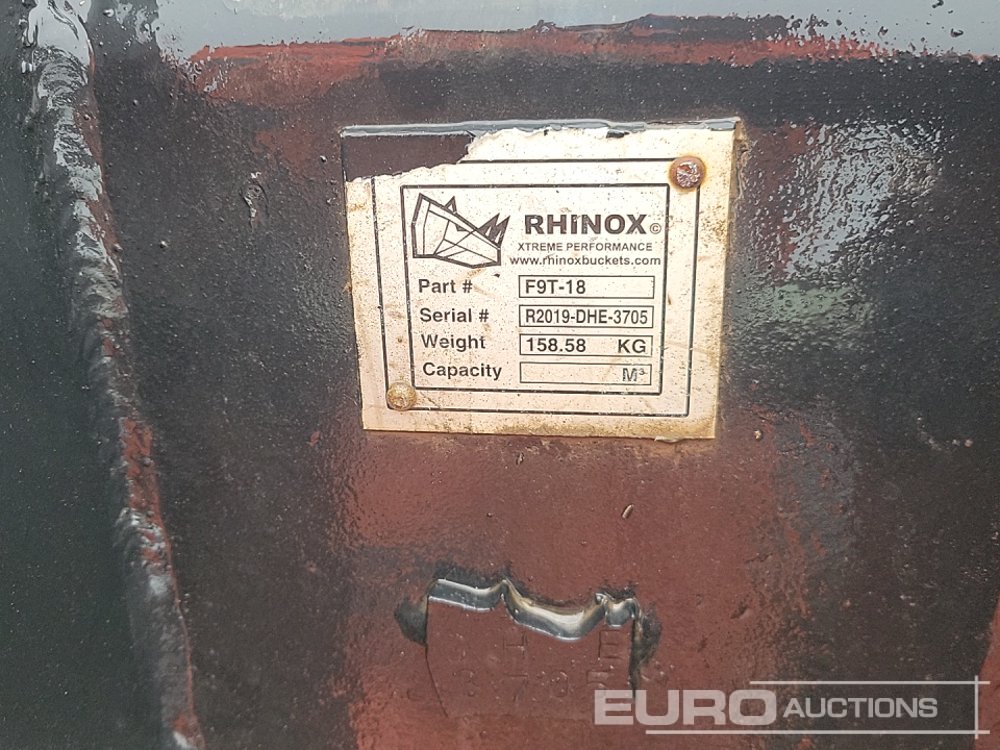 RHINOX©
XTREME PERFORMANCE
www.rhinoxbuckets.com
Part # F9T-18
Serial # R2019-DHE-3705
Weight 158.58 KG
Capacity M³
H E
3705
EURO AUCTIONS